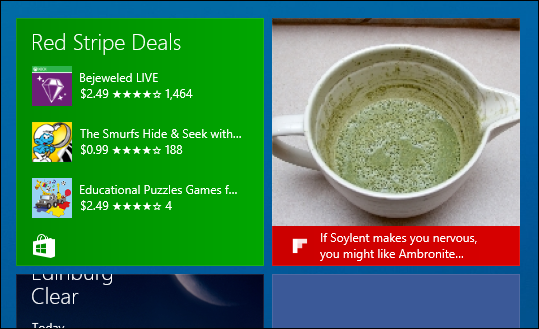 Red Stripe Deals
Bejeweled LIVE
$2.49 ★★★★☆ 1,464
The Smurfs Hide & Seek with...
$0.99 ★★★★☆ 188
Educational Puzzles Games f...
$2.49 ★★★★☆ 4
If Soylent makes you nervous,
you might like Ambronite...
Edinburg
Clear
Today